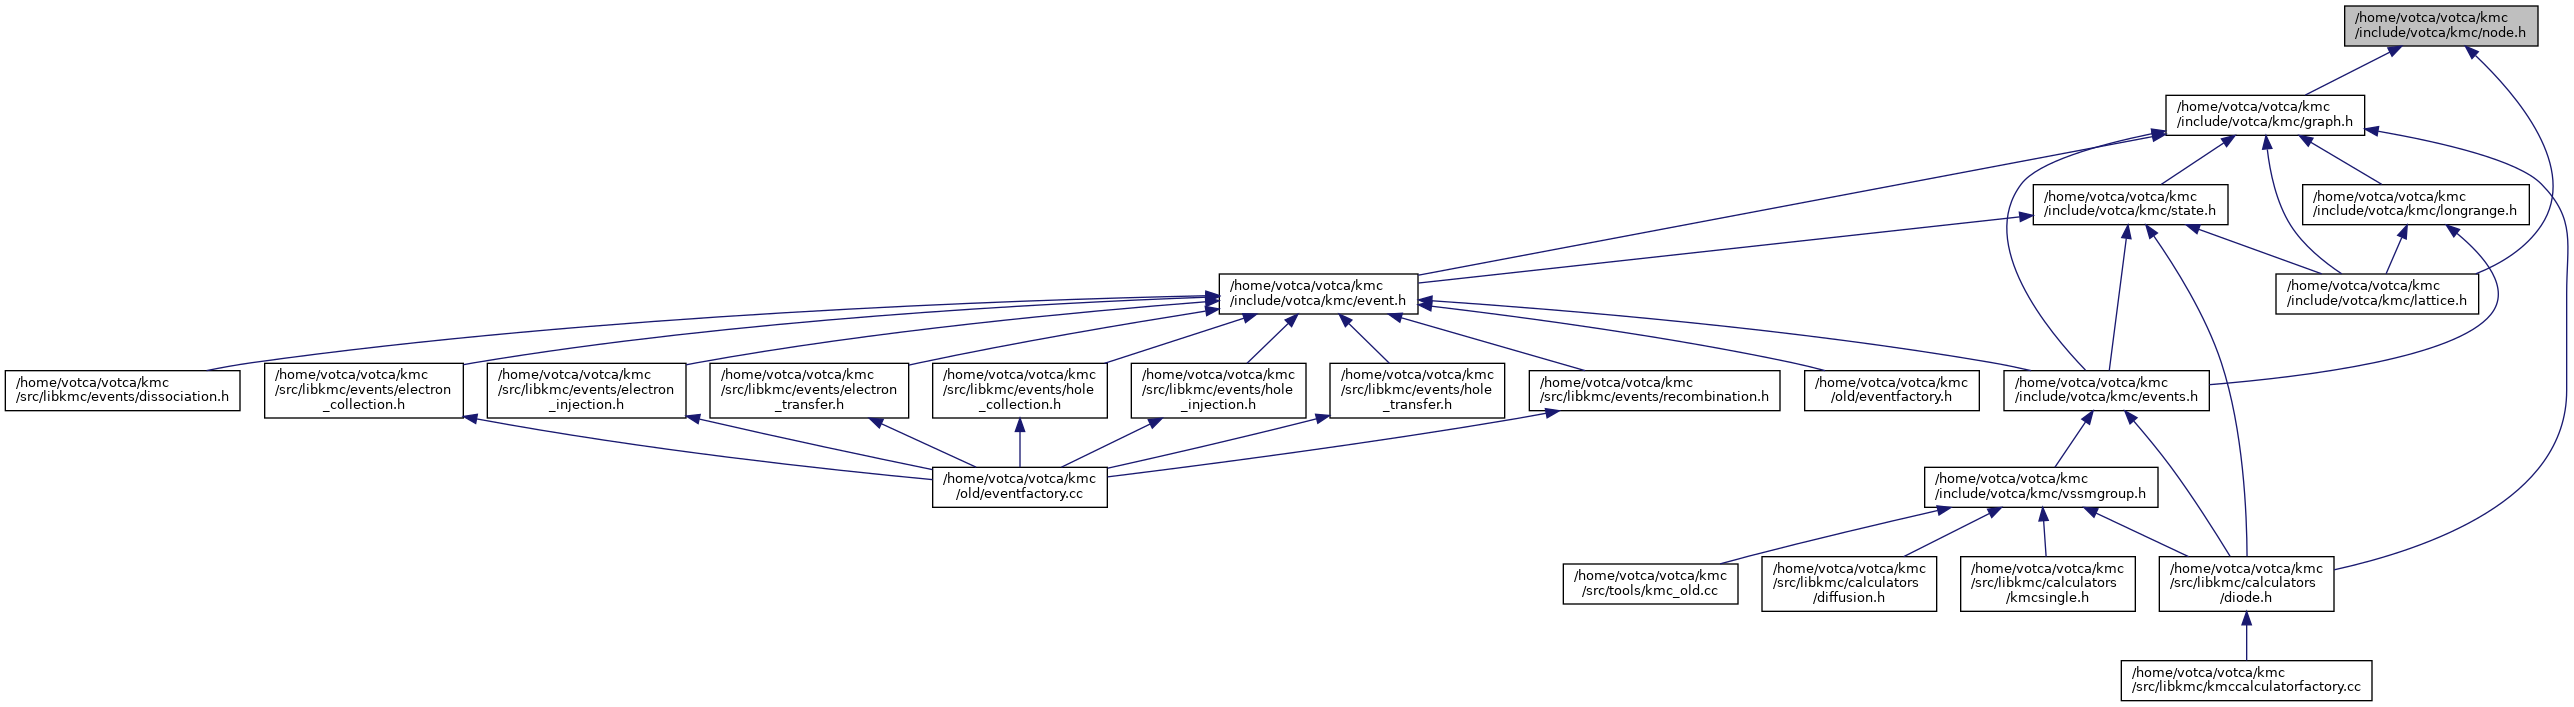 /home/votca/votca/kmc
/include/votca/kmc/node.h
/home/votca/votca/kmc
/include/votca/kmc/graph.h
/home/votca/votca/kmc
/include/votca/kmc/state.h
/home/votca/votca/kmc
/include/votca/kmc/longrange.h
/home/votca/votca/kmc
/include/votca/kmc/event.h
/home/votca/votca/kmc
/include/votca/kmc/lattice.h
/home/votca/votca/kmc
/src/libkmc/events/dissociation.h
/home/votca/votca/kmc
/src/libkmc/events/electron
_collection.h
/home/votca/votca/kmc
/src/libkmc/events/electron
_injection.h
/home/votca/votca/kmc
/src/libkmc/events/electron
_transfer.h
/home/votca/votca/kmc
/src/libkmc/events/hole
_collection.h
/home/votca/votca/kmc
/src/libkmc/events/hole
_injection.h
/home/votca/votca/kmc
/src/libkmc/events/hole
_transfer.h
/home/votca/votca/kmc
/src/libkmc/events/recombination.h
/home/votca/votca/kmc
/old/eventfactory.h
/home/votca/votca/kmc
/include/votca/kmc/events.h
/home/votca/votca/kmc
/old/eventfactory.cc
/home/votca/votca/kmc
/include/votca/kmc/vssmgroup.h
/home/votca/votca/kmc
/src/tools/kmc_old.cc
/home/votca/votca/kmc
/src/libkmc/calculators
/diffusion.h
/home/votca/votca/kmc
/src/libkmc/calculators
/kmcsingle.h
/home/votca/votca/kmc
/src/libkmc/calculators
/diode.h
/home/votca/votca/kmc
/src/libkmc/kmccalculatorfactory.cc